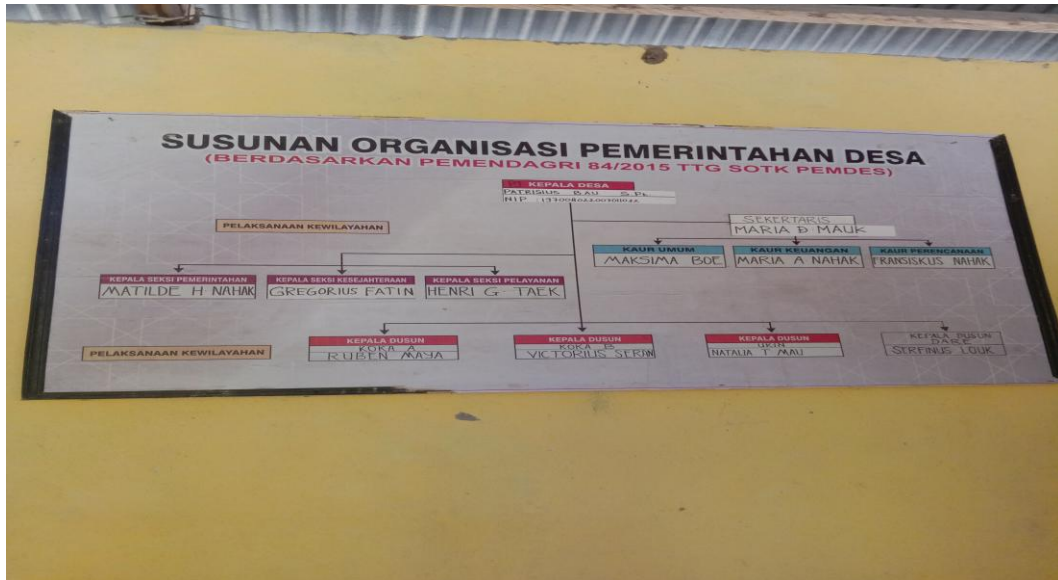 SUSUNAN ORGANISASI PEMERINTAHAN DESA
(BERDASARKAN PEMENDAGRI 84/2015 TTG SOTK PEMDES)
KEPALA DESA
PATRISIUS BAU S.Pt.
NIP :
SEKERTARIS
MARIA D MAUK
PELAKSANAAN KEWILAYAHAN
KAUR UMUM
MAKSIMA BOE
KAUR KEUANGAN
MARIA A NAHAK
KAUR PERENCANAAN
TRANSISKUS NAHAK
KEPALA SEKSI PEMERINTAHAN
MATILDE H NAHAK
KEPALA SEKSI KESEJAHTERAAN
GREGORIUS FATIN
KEPALA SEKSI PELAYANAN
HENRI G TAEK
PELAKSANAAN KEWILAYAHAN
KEPALA DUSUN
KOKA A
RUBEN MAYA
KEPALA DUSUN
KOKA B
VICTORIUS SERAN
KEPALA DUSUN
UKIN
NATALIA T MAU
KEPALA DUSUN
DARE
SERFINUS LOUK